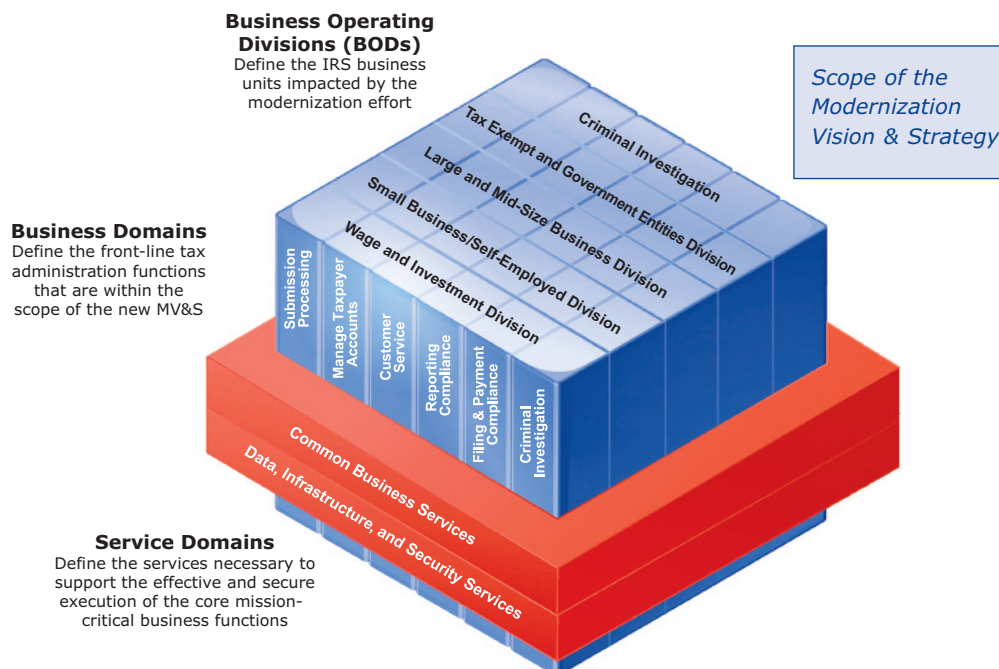 Business Operating
Divisions (BODs)
Define the IRS business
units impacted by the
modernization effort
Scope of the
Modernization
Vision & Strategy
Criminal Investigation
Tax Exempt and Government Entities Division
Large and Mid-Size Business Division
Small Business/Self-Employed Division
Wage and Investment Division
Business Domains
Define the front-line tax
administration functions
that are within the
scope of the new MV&S
Submission
Processing
Manage Taxpayer
Accounts
Customer
Service
Reporting
Compliance
Filing & Payment
Compliance
Criminal
Investigation
Common Business Services
Data, Infrastructure, and Security Services
Service Domains
Define the services necessary to
support the effective and secure
execution of the core mission-
critical business functions